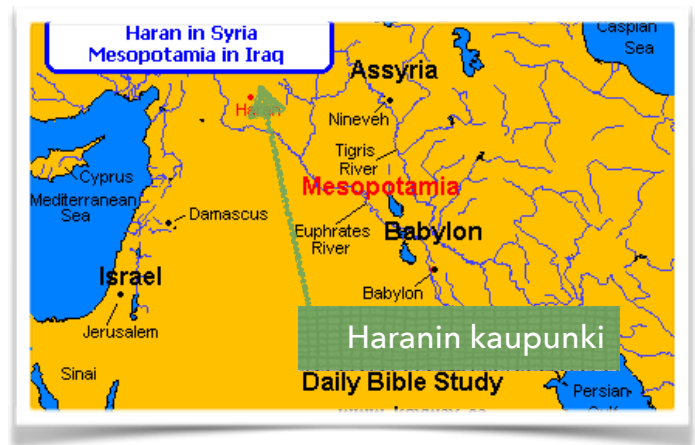 Haran in Syria
Mesopotamia in Iraq
Caspian
Sea
Assyria
Haran
Nineveh
Tigris
River
Mesopotamia
Cyprus
Mediterranean
Sea
Damascus
Euphrates
River
Babylon
Israel
Babylon
Jerusalem
Haranin kaupunki
Sinai
Daily Bible Study
Persian